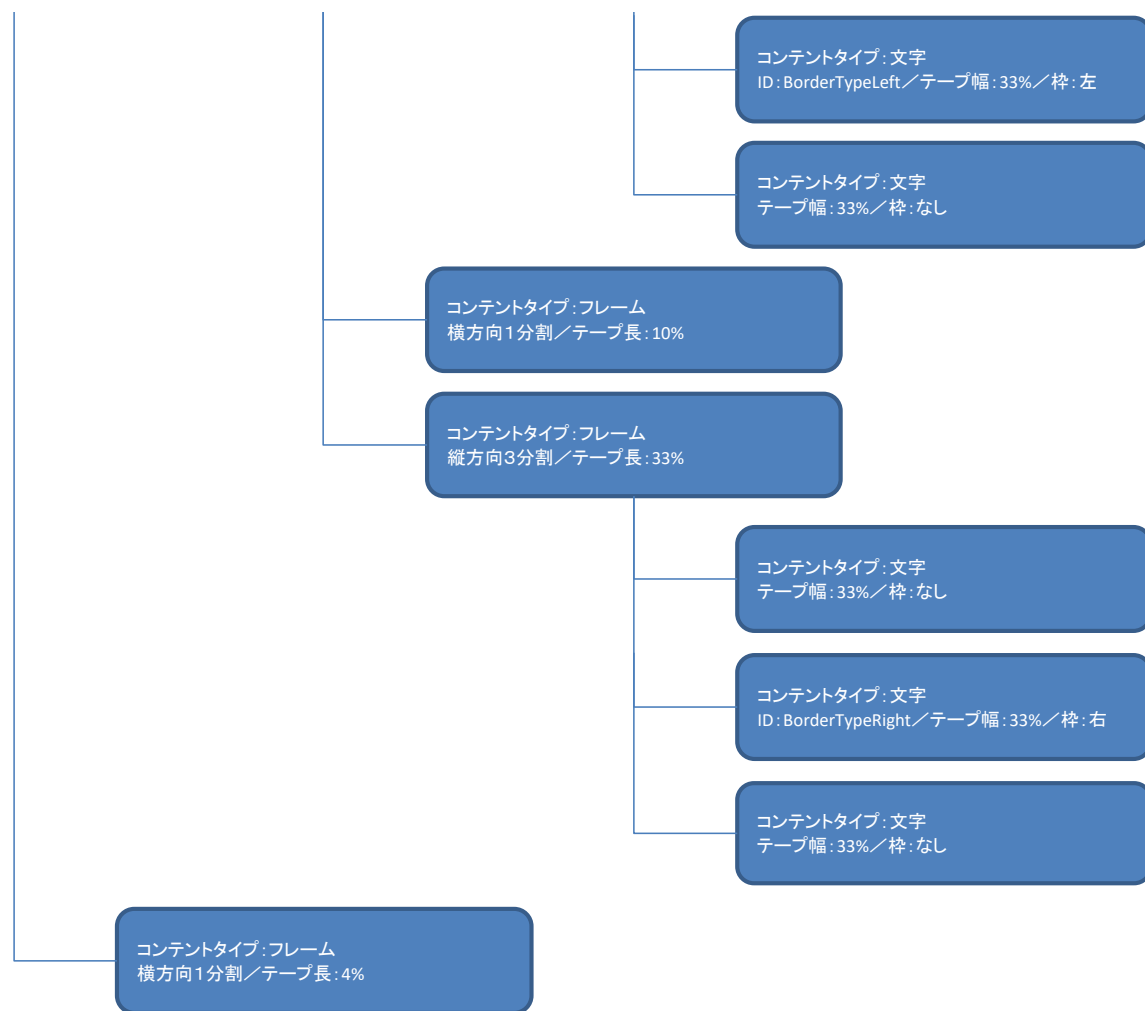 コンテントタイプ：文字
ID：BorderTypeLeft／テープ幅：33%／枠：左
コンテントタイプ：文字
テープ幅：33%／枠：なし
コンテントタイプ：フレーム
横方向１分割／テープ長：10%
コンテントタイプ：フレーム
縦方向３分割／テープ長：33%
コンテントタイプ：文字
テープ幅：33%／枠：なし
コンテントタイプ：文字
ID：BorderTypeRight／テープ幅：33%／枠：右
コンテントタイプ：文字
テープ幅：33%／枠：なし
コンテントタイプ：フレーム
横方向１分割／テープ長：4%